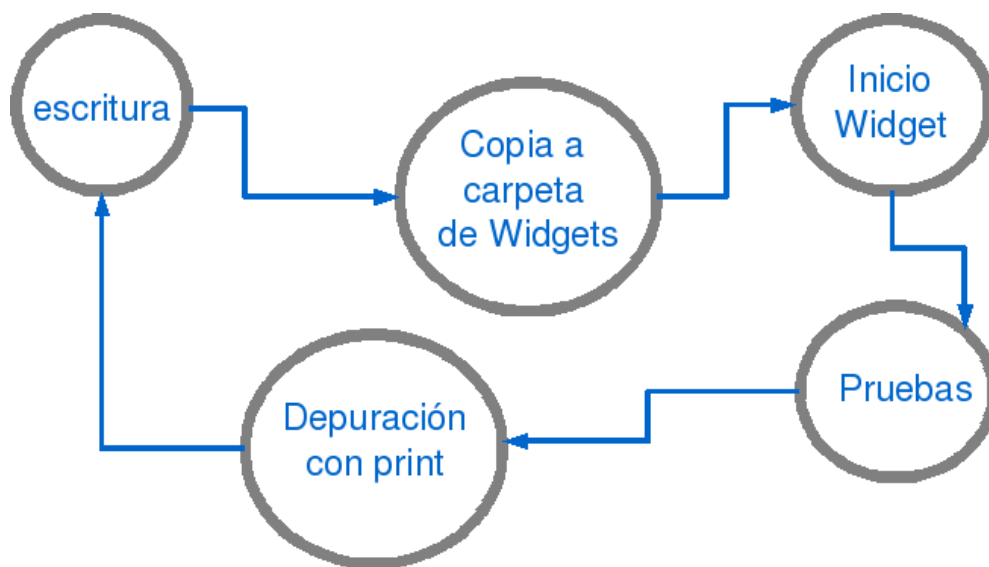 escritura
Copia a
carpeta
de Widgets
Inicio
Widget
Pruebas
Depuración
con print